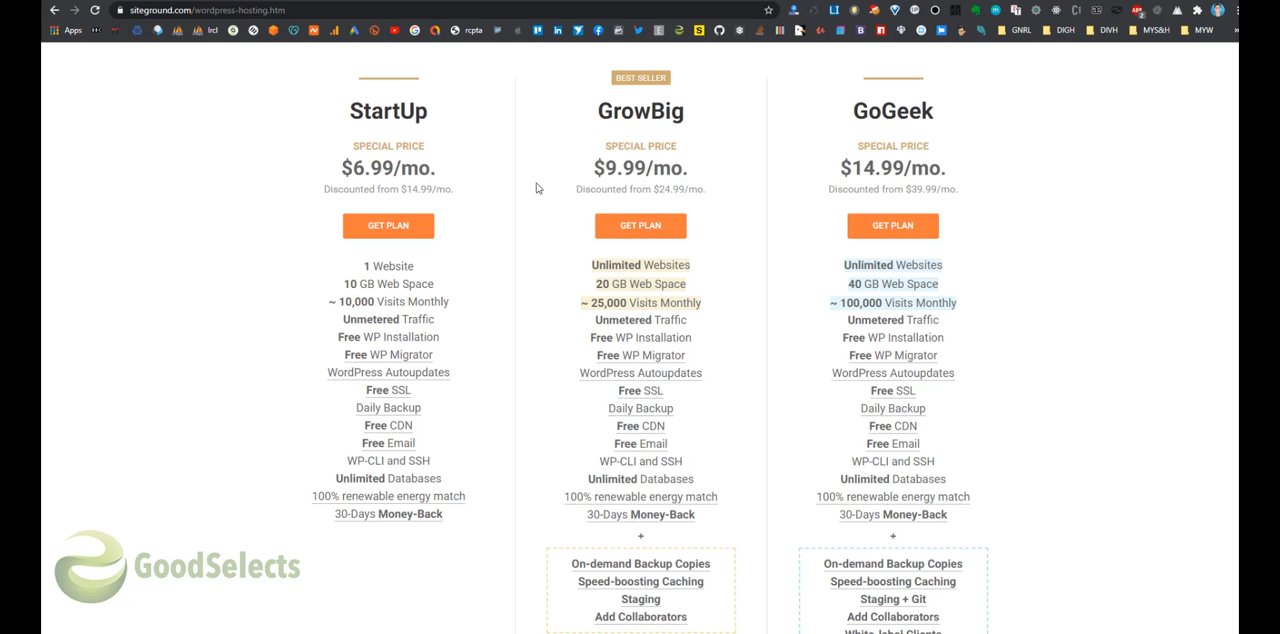 siteground.com/wordpress-hosting.htm
Apps
lrcl
rcpta
GNRL
DIGH
DIVH
MYS&H
MYW
StartUp
SPECIAL PRICE
$6.99/mo.
Discounted from $14.99/mo.
GET PLAN
1 Website
10 GB Web Space
~ 10,000 Visits Monthly
Unmetered Traffic
Free WP Installation
Free WP Migrator
WordPress Autoupdates
Free SSL
Daily Backup
Free CDN
Free Email
WP-CLI and SSH
Unlimited Databases
100% renewable energy match
30-Days Money-Back
BEST SELLER
GrowBig
SPECIAL PRICE
$9.99/mo.
Discounted from $24.99/mo.
GET PLAN
Unlimited Websites
20 GB Web Space
~ 25,000 Visits Monthly
Unmetered Traffic
Free WP Installation
Free WP Migrator
WordPress Autoupdates
Free SSL
Daily Backup
Free CDN
Free Email
WP-CLI and SSH
Unlimited Databases
100% renewable energy match
30-Days Money-Back
+
On-demand Backup Copies
Speed-boosting Caching
Staging
Add Collaborators
GoGeek
SPECIAL PRICE
$14.99/mo.
Discounted from $39.99/mo.
GET PLAN
Unlimited Websites
40 GB Web Space
~ 100,000 Visits Monthly
Unmetered Traffic
Free WP Installation
Free WP Migrator
WordPress Autoupdates
Free SSL
Daily Backup
Free CDN
Free Email
WP-CLI and SSH
Unlimited Databases
100% renewable energy match
30-Days Money-Back
+
On-demand Backup Copies
Speed-boosting Caching
Staging + Git
Add Collaborators
White-label Clients
GoodSelects